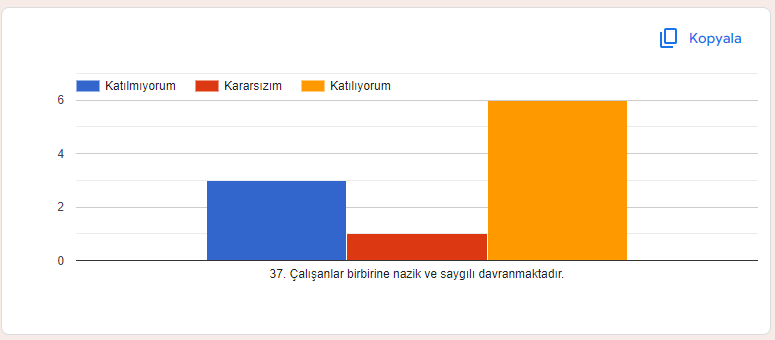 Kopyala
Katılmıyorum Kararsızım Katılıyorum
6
4
2
0
37. Çalışanlar birbirine nazik ve saygılı davranmaktadır.